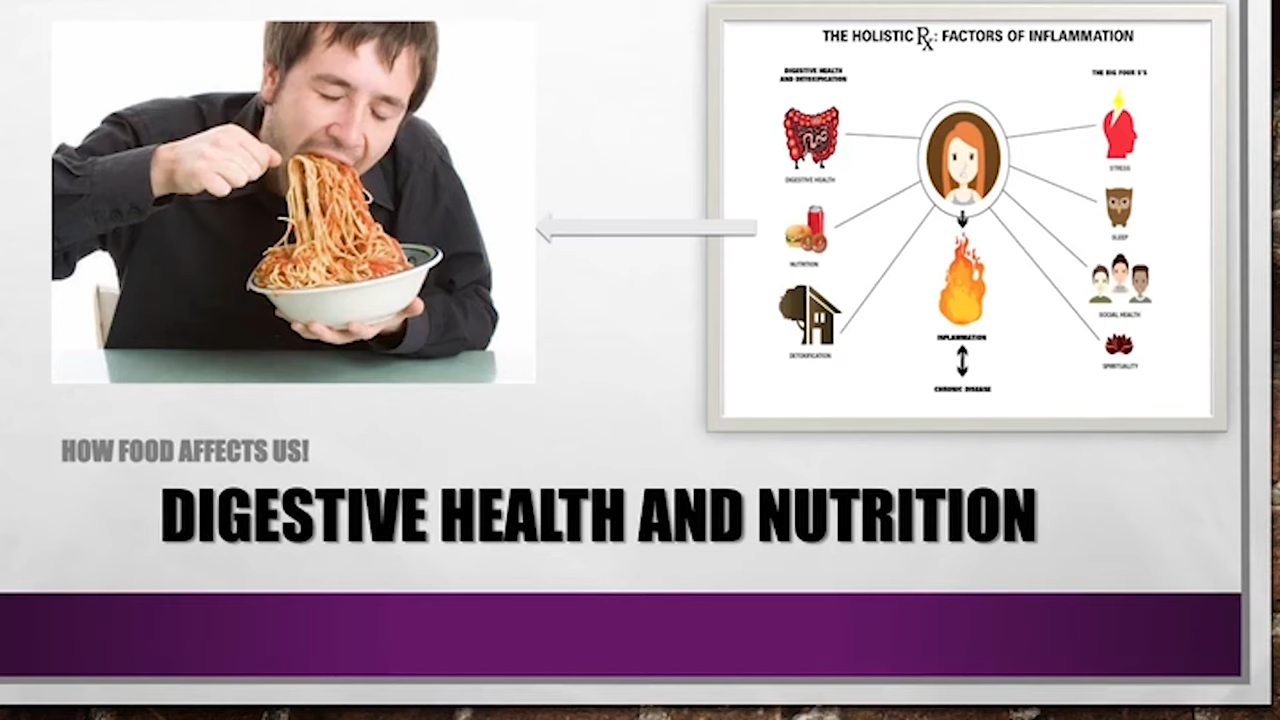 THE HOLISTIC Rx: FACTORS OF INFLAMMATION
DIGESTIVE HEALTH
AND DETOXIFICATION
THE BIG FOUR S'S
DIGESTIVE HEALTH
STRESS
NUTRITION
SLEEP
DETOXIFICATION
SOCIAL HEALTH
INFLAMMATION
SPIRITUALITY
CHRONIC DISEASE
HOW FOOD AFFECTS US!
DIGESTIVE HEALTH AND NUTRITION